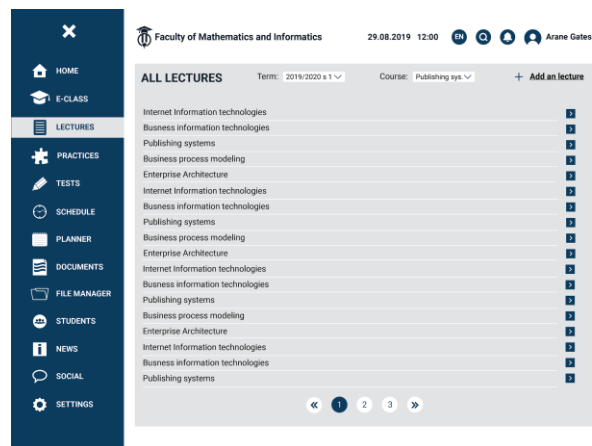 Faculty of Mathematics and Informatics 29.08.2019 12:00 EN Arane Gates
HOME
E-CLASS
LECTURES
PRACTICES
TESTS
SCHEDULE
PLANNER
DOCUMENTS
FILE MANAGER
STUDENTS
NEWS
SOCIAL
SETTINGS
ALL LECTURES Term: 2019/2020 s 1 Course: Publishing sys. + Add an lecture
Internet Information technologies
Business information technologies
Publishing systems
Business process modeling
Enterprise Architecture
Internet Information technologies
Busness information technologies
Publishing systems
Business process modeling
Enterprise Architecture
Internet Information technologies
Busness information technologies
Publishing systems
Business process modeling
Enterprise Architecture
Internet Information technologies
Busness information technologies
Publishing systems
« 1 2 3 »